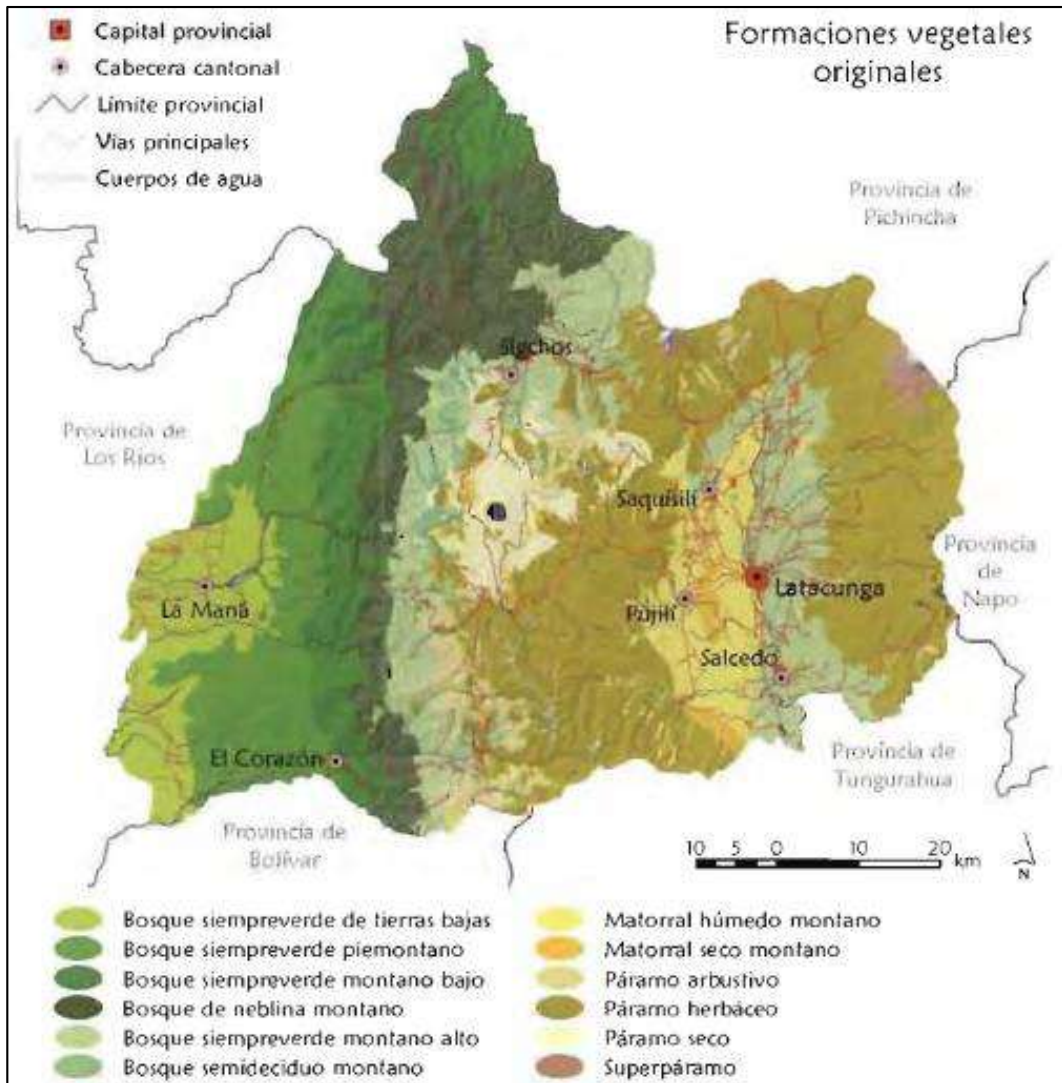 Capital provincial
Cabecera cantonal
Límite provincial
Vías principales
Cuerpos de agua
Formaciones vegetales
originales
Provincia de
Pichincha
Sigchos
Provincia de
Los Ríos
Saquisilí
Provincia
de
Napo
La Maná
Latacunga
Pujilí
Salcedo
El Corazón
Provincia de
Tungurahua
Provincia de
Bolívar
10 5 0 10 20
km
N
Bosque siempreverde de tierras bajas
Bosque siempreverde piemontano
Bosque siempreverde montano bajo
Bosque de neblina montano
Bosque siempreverde montano alto
Bosque semideciduo montano
Matorral húmedo montano
Matorral seco montano
Páramo arbustivo
Páramo herbáceo
Páramo seco
Superpáramo